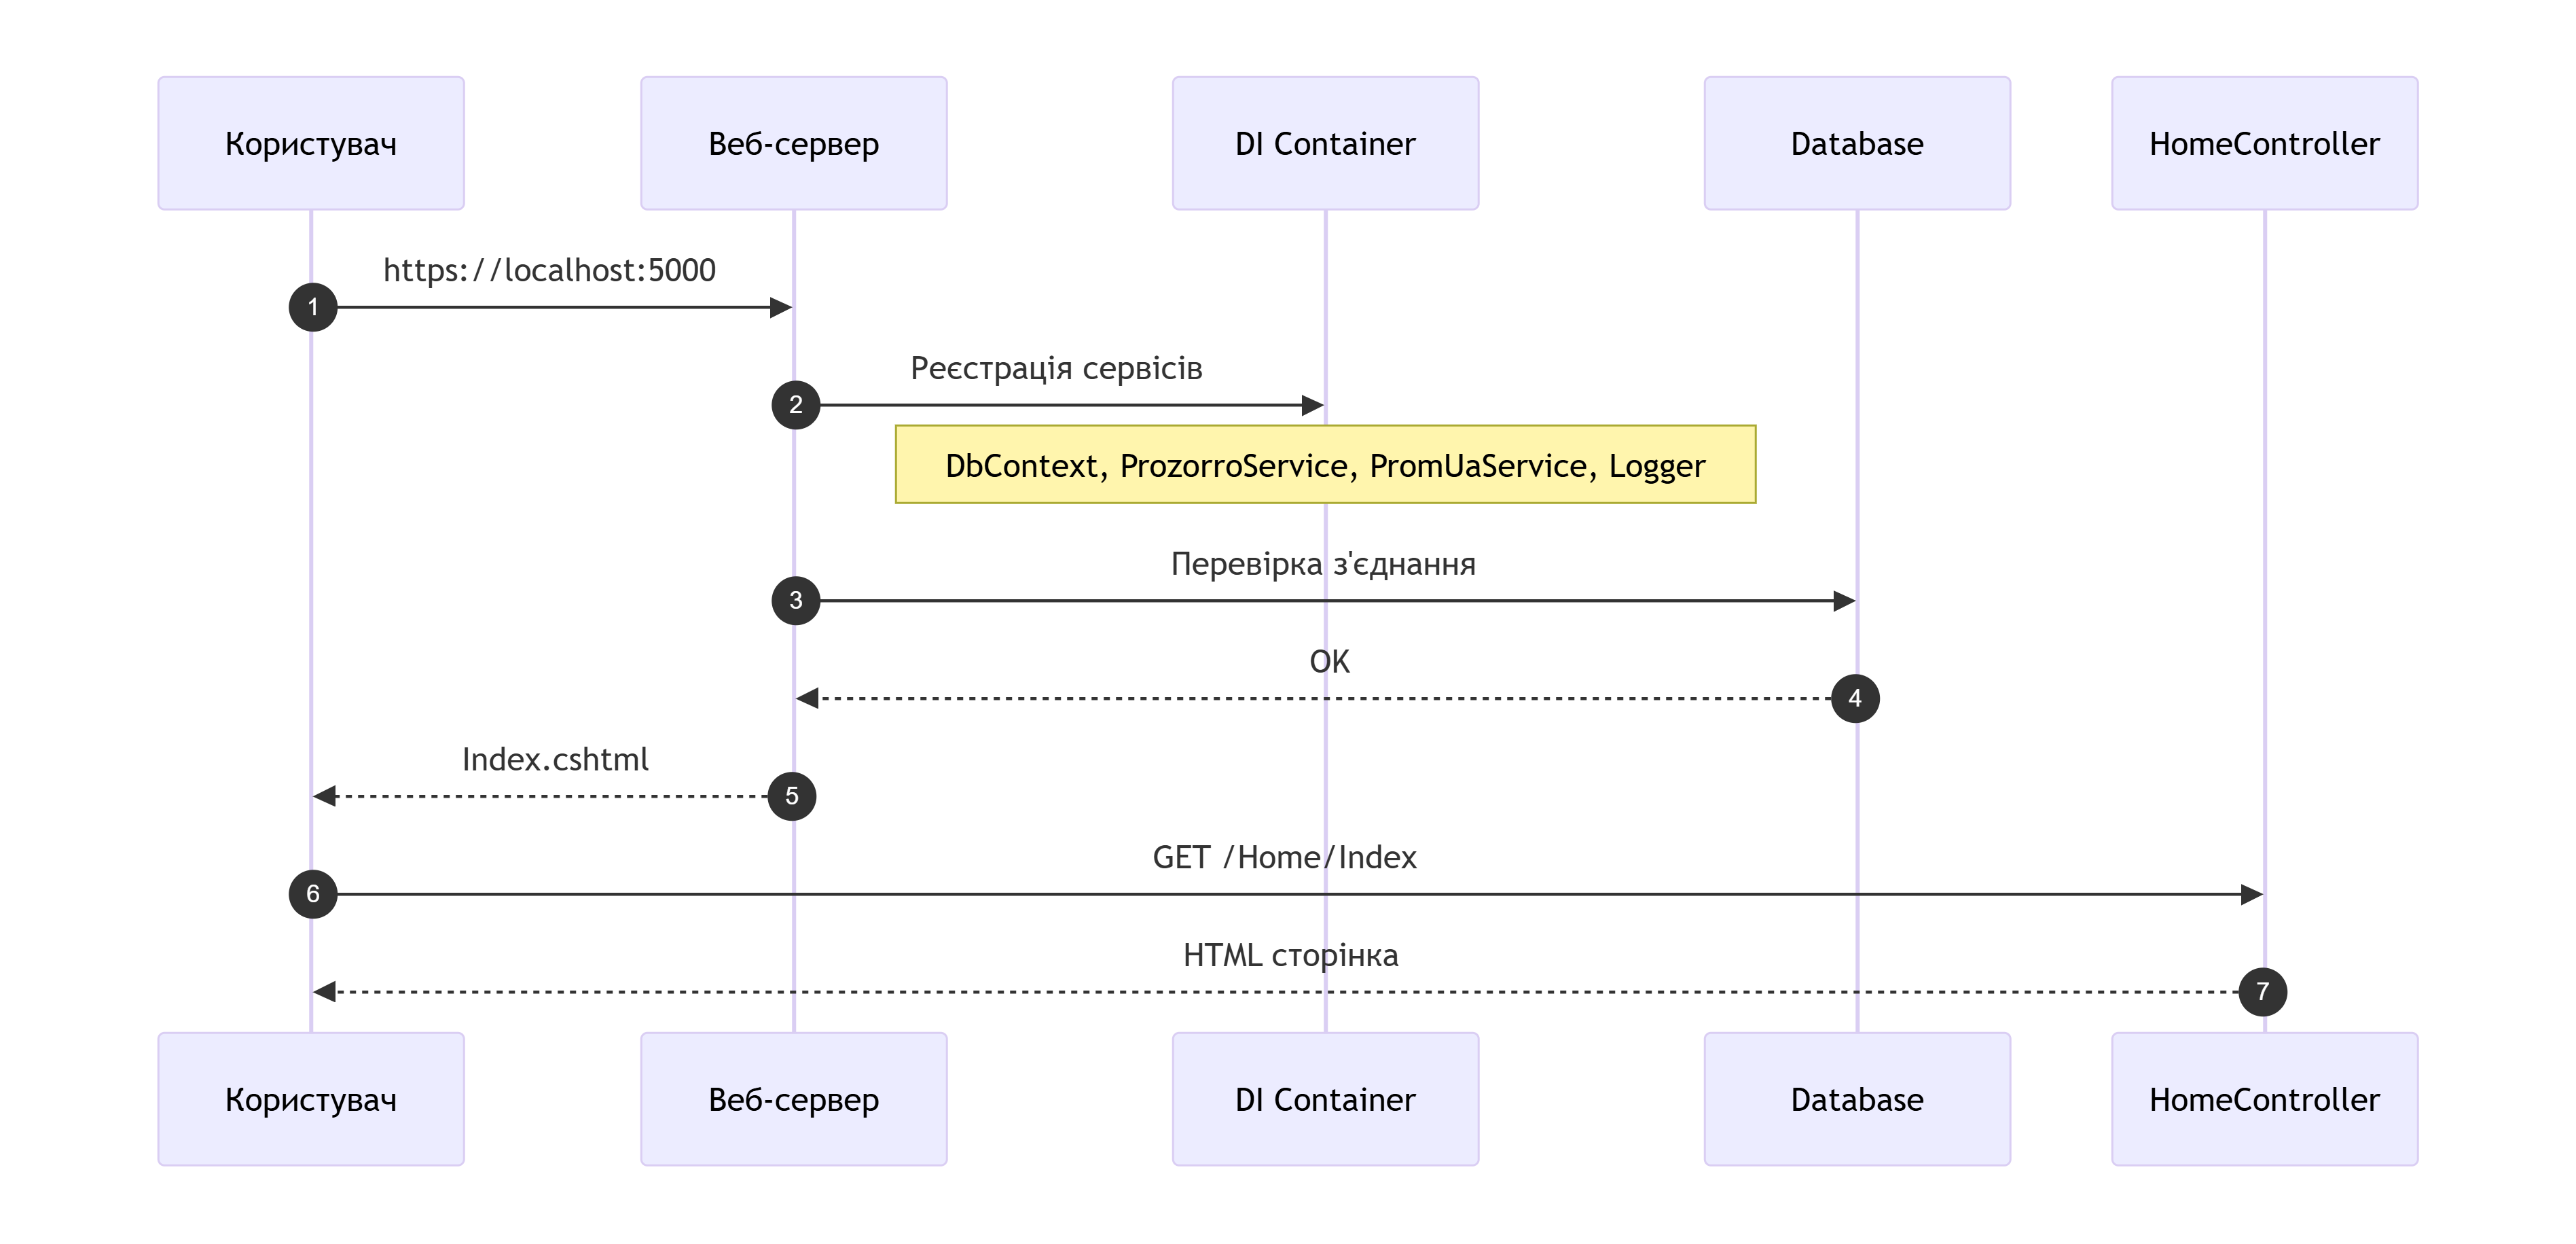 Користувач
Веб-сервер
DI Container
Database
HomeController
https://localhost:5000
1
Реєстрація сервісів
2
DbContext, ProzorroService, PromUaService, Logger
Перевірка з'єднання
3
OK
4
Index.cshtml
5
GET /Home/Index
6
HTML сторінка
7
Користувач
Веб-сервер
DI Container
Database
HomeController